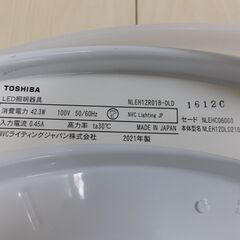 TOSHIBA
LED照明器具
NLEH12R01B-DLD
1612C
消費電力 42.3W 100V 50/60Hz
NVC Lighting JP
入力電流 0.45A 高力率 ta30℃ MADE IN JAPAN
セード NLEHC06000
NVCライティングジャパン株式会社 2021年製